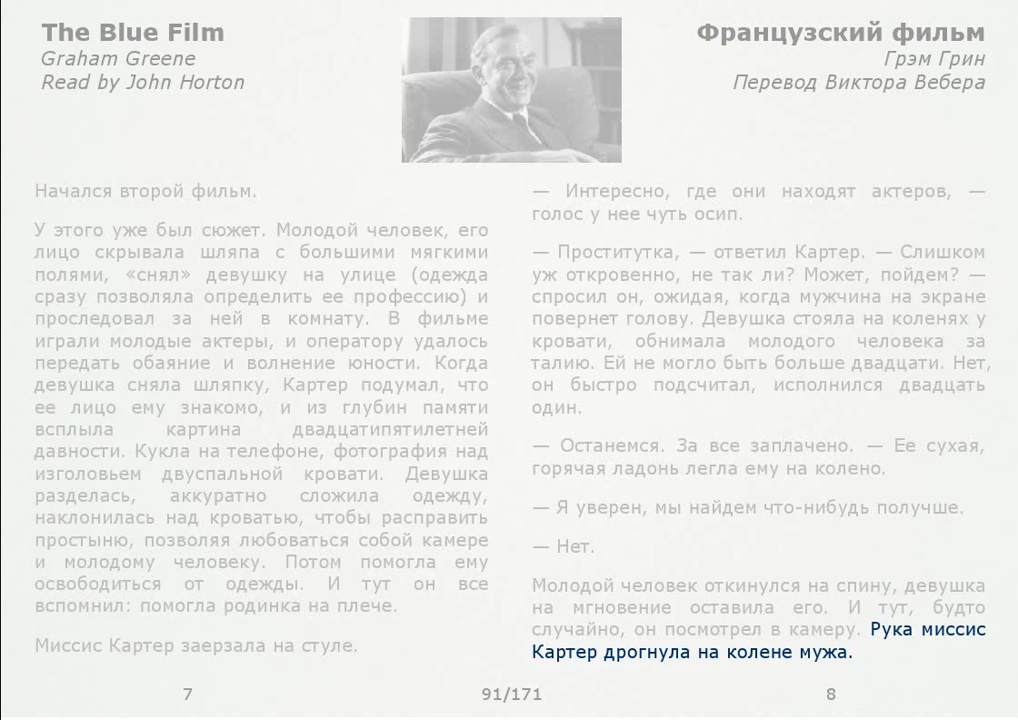 The Blue Film
Graham Greene
Read by John Horton
Французский фильм
Грэм Грин
Перевод Виктора Вебера
Начался второй фильм.
У этого уже был сюжет. Молодой человек, его
лицо скрывала шляпа с большими мягкими
полями, «снял» девушку на улице (одежда
сразу позволяла определить ее профессию) и
проследовал за ней в комнату. В фильме
играли молодые актеры, и оператору удалось
передать обаяние и волнение юности. Когда
девушка сняла шляпку, Картер подумал, что
ее лицо ему знакомо, и из глубин памяти
всплыла картина двадцатипятилетней
давности. Кукла на телефоне, фотография над
изголовьем двуспальной кровати. Девушка
разделась, аккуратно сложила одежду,
наклонилась над кроватью, чтобы расправить
простыню, позволяя любоваться собой камере
и молодому человеку. Потом помогла ему
освободиться от одежды. И тут он все
вспомнил: помогла родинка на плече.
Миссис Картер заерзала на стуле.
— Интересно, где они находят актеров, —
голос у нее чуть осип.
— Проститутка, — ответил Картер. — Слишком
уж откровенно, не так ли? Может, пойдем? —
спросил он, ожидая, когда мужчина на экране
повернет голову. Девушка стояла на коленях у
кровати, обнимала молодого человека за
талию. Ей не могло быть больше двадцати. Нет,
он быстро подсчитал, исполнился двадцать
один.
— Останемся. За все заплачено. — Ее сухая,
горячая ладонь легла ему на колено.
— Я уверен, мы найдем что-нибудь получше.
— Нет.
Молодой человек откинулся на спину, девушка
на мгновение оставила его. И тут, будто
случайно, он посмотрел в камеру. Рука миссис
Картер дрогнула на колене мужа.
7
91/171
8